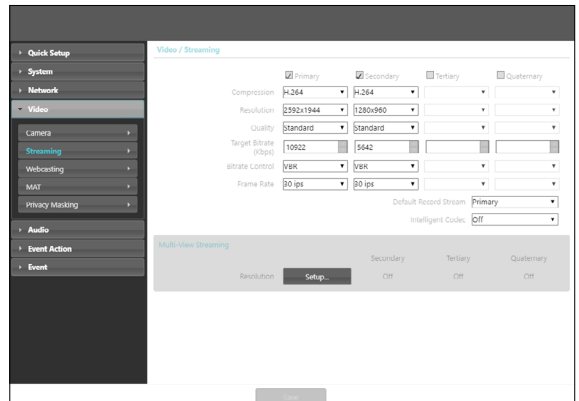 Quick Setup
System
Network
Video
Camera
Streaming
Webcasting
MAT
Privacy Masking
Audio
Event Action
Event
Video / Streaming
Primary Secondary Tertiary Quaternary
Compression H.264 H.264
Resolution 2592x1944 1280x960
Quality Standard Standard
Target Bitrate
(Kbps) 10922 5642
Bitrate Control VBR VBR
Frame Rate 30 ips 30 ips
Default Record Stream Primary
Intelligent Codec Off
Multi-View Streaming
Secondary Tertiary Quaternary
Resolution Setup... Off Off Off
Save